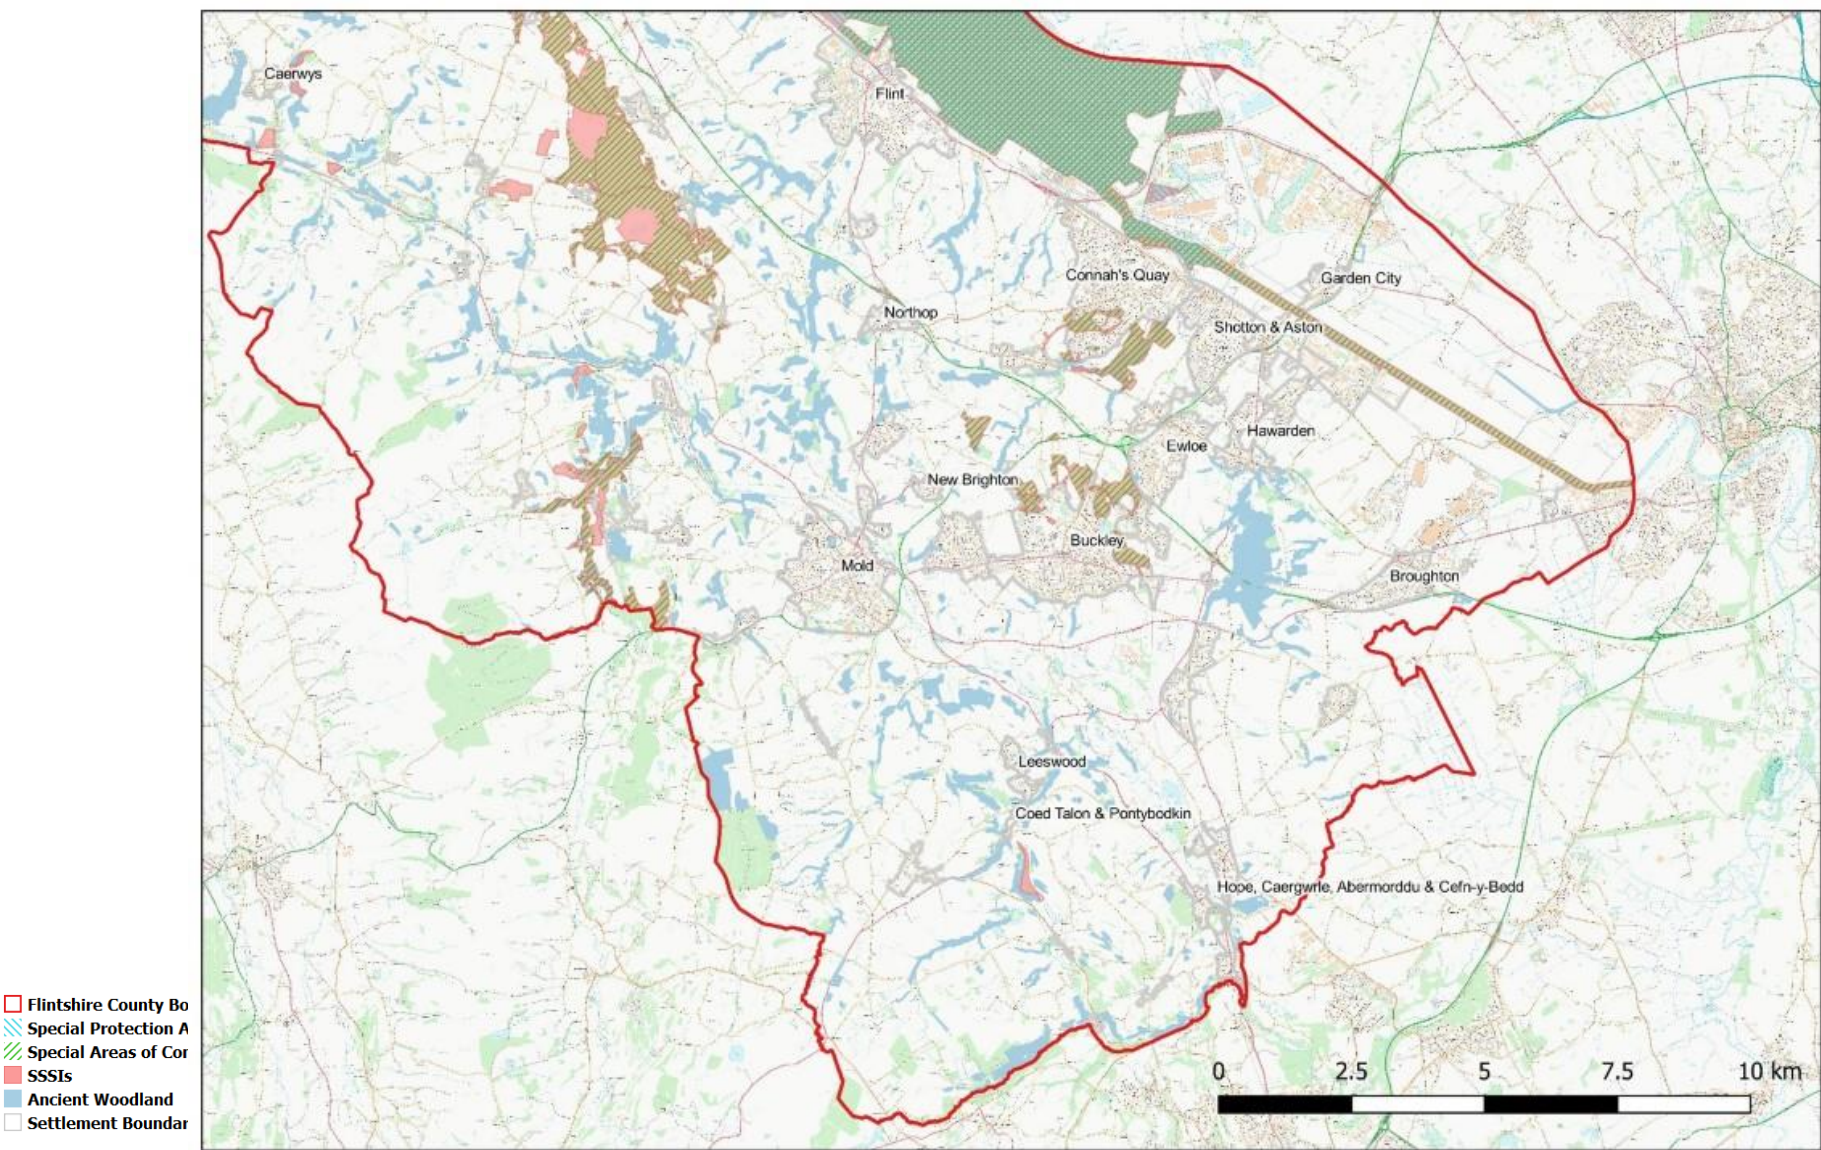 Caerwys
Flint
Connah's Quay
Garden City
Northop
Shotton & Aston
Hawarden
Ewloe
New Brighton
Buckley
Mold
Broughton
Leeswood
Coed Talon & Pontybodkin
Hope, Caergwrle, Abermorddu & Cefn-y-Bedd
Flintshire County Bo
Special Protection A
Special Areas of Cor
SSSIs
Ancient Woodland
Settlement Boundar
0 2.5 5 7.5 10 km